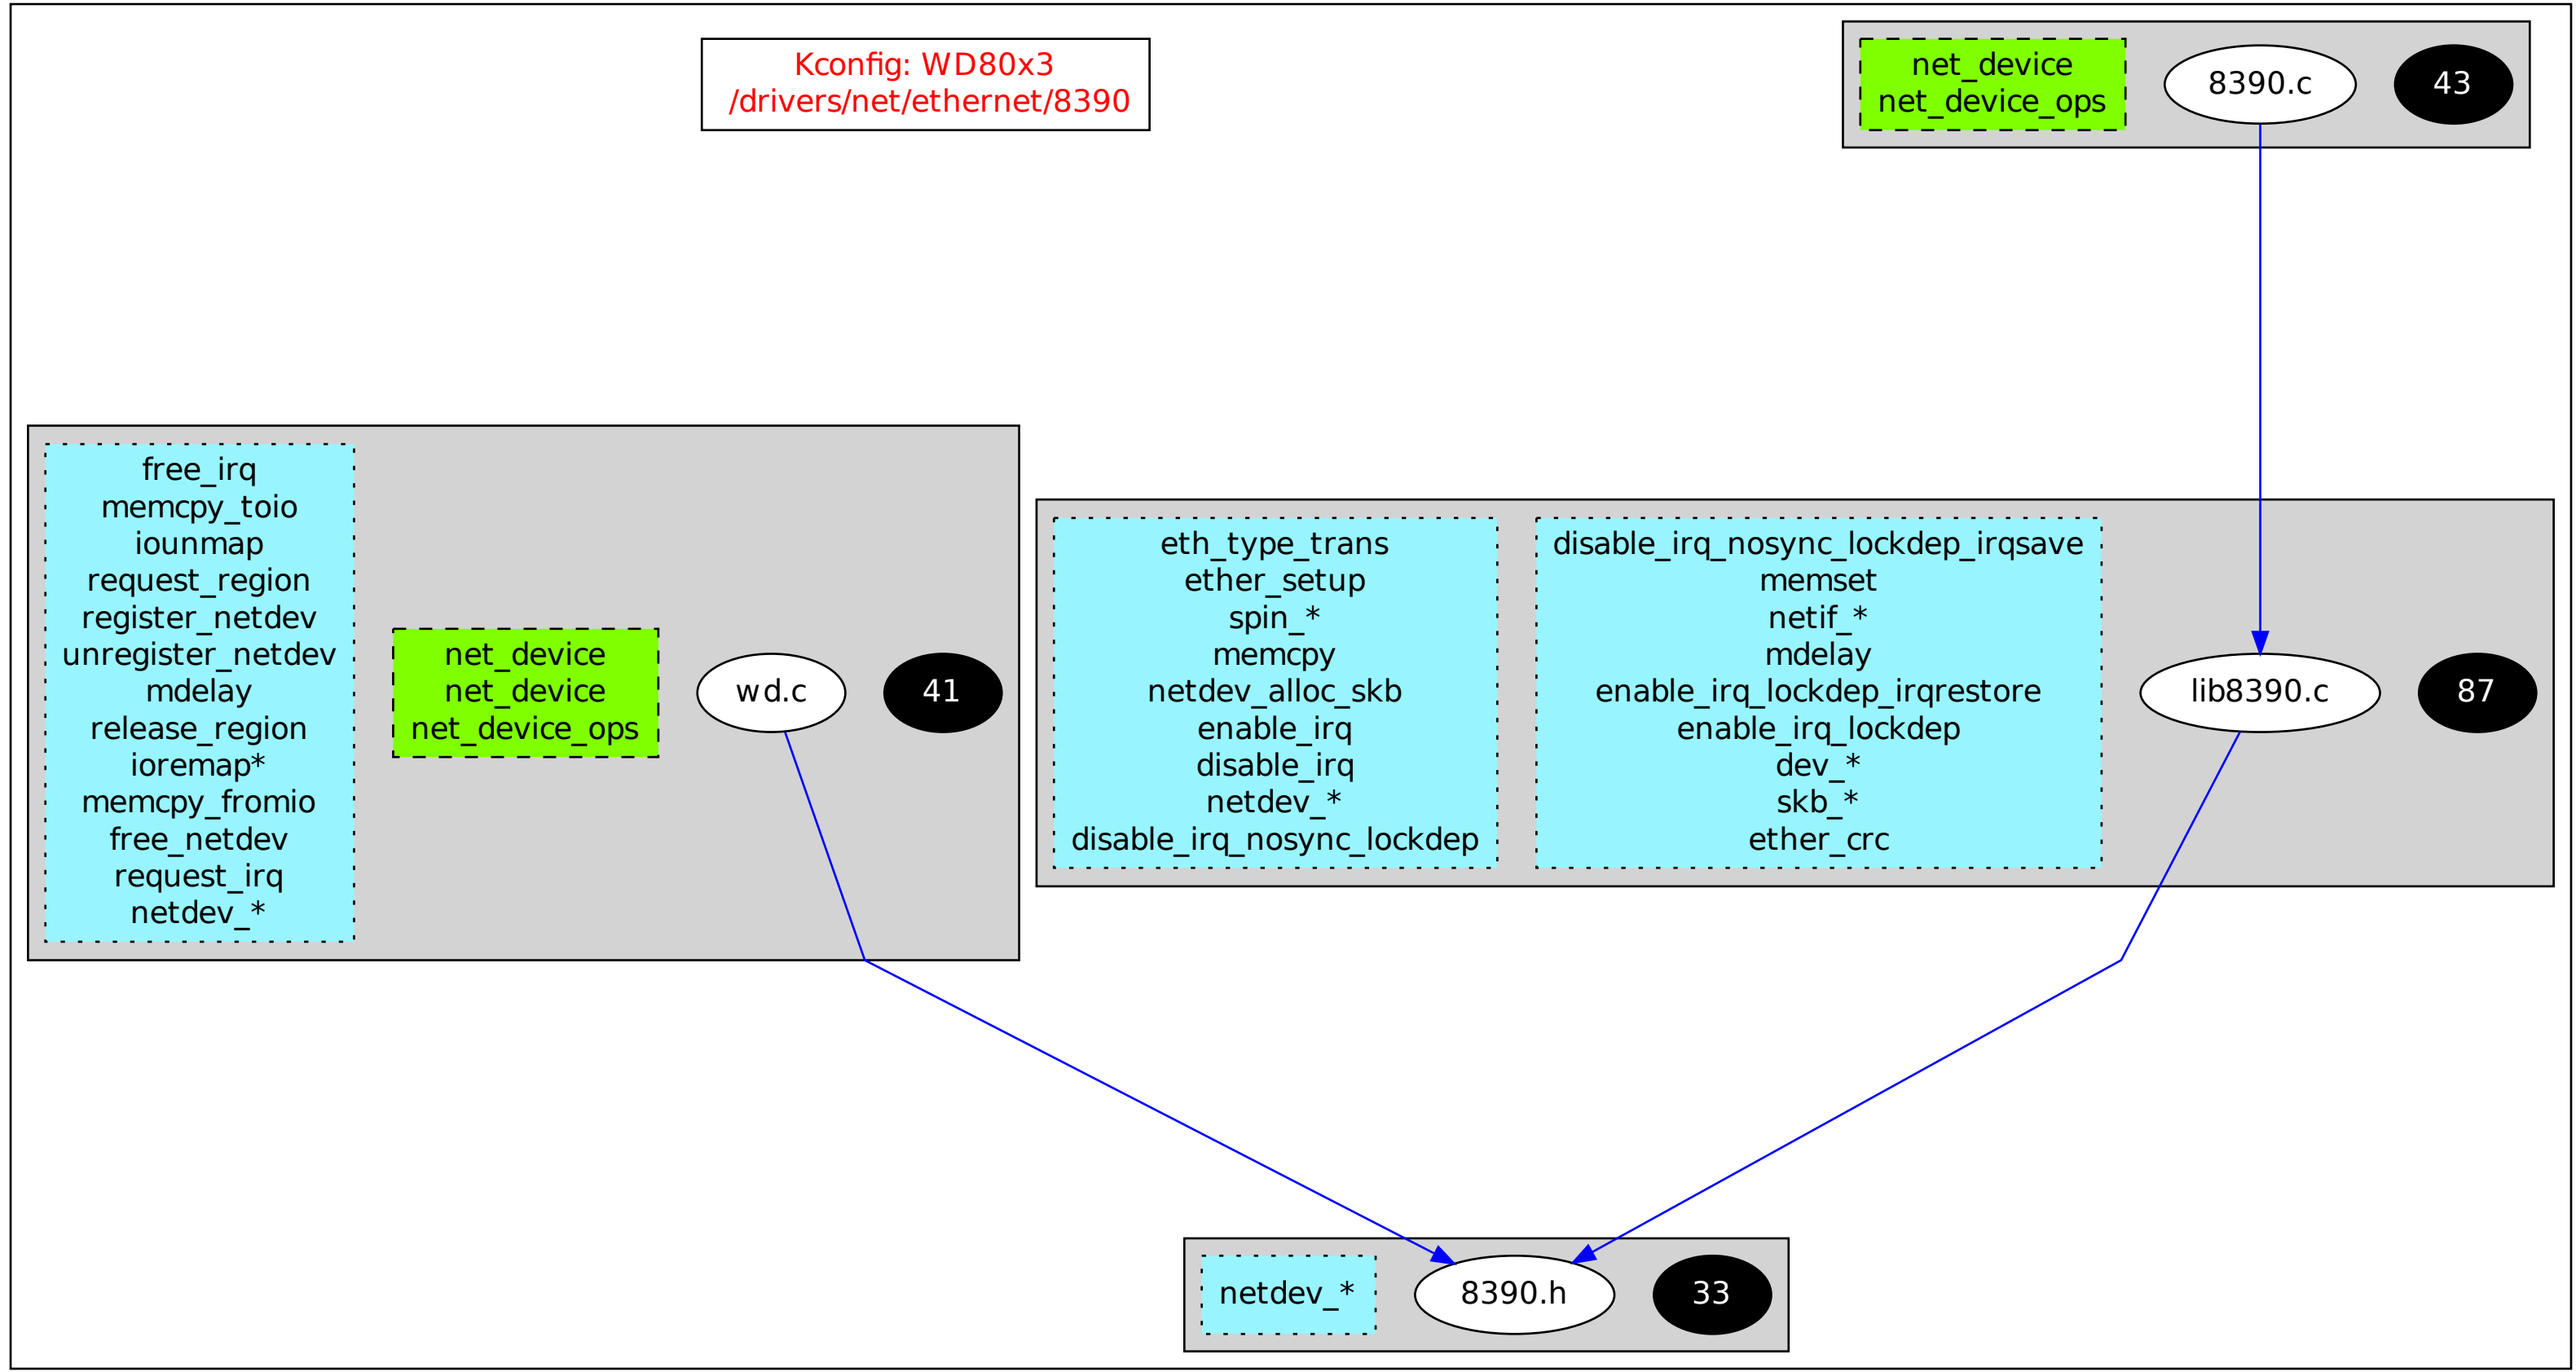 Kconfig: WD80x3
/drivers/net/ethernet/8390
net_device
net_device_ops
8390.c
43
free_irq
memcpy_toio
iounmap
request_region
register_netdev
unregister_netdev
mdelay
release_region
ioremap*
memcpy_fromio
free_netdev
request_irq
netdev_*
net_device
net_device
net_device_ops
wd.c
41
eth_type_trans
ether_setup
spin_*
memcpy
netdev_alloc_skb
enable_irq
disable_irq
netdev_*
disable_irq_nosync_lockdep
disable_irq_nosync_lockdep_irqsave
memset
netif_*
mdelay
enable_irq_lockdep_irqrestore
enable_irq_lockdep
dev_*
skb_*
ether_crc
lib8390.c
87
netdev_*
8390.h
33